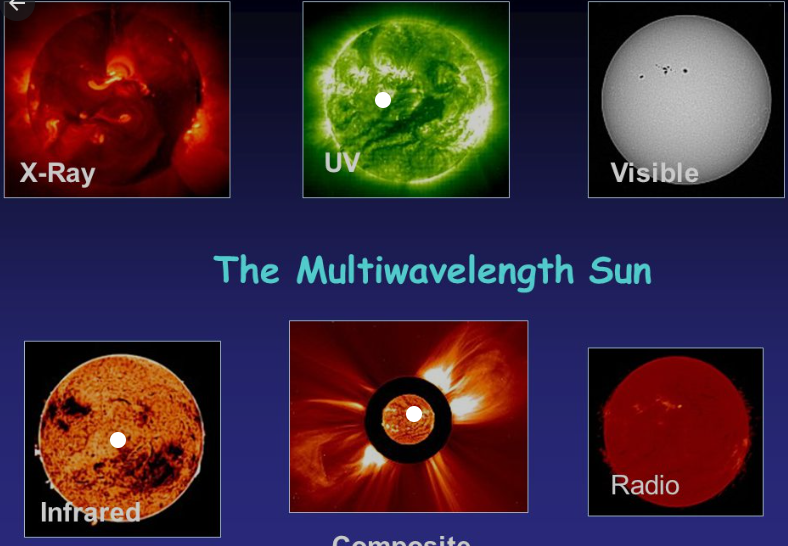 X-Ray
UV
Visible
The Multiwavelength Sun
Infrared
Radio
Composite